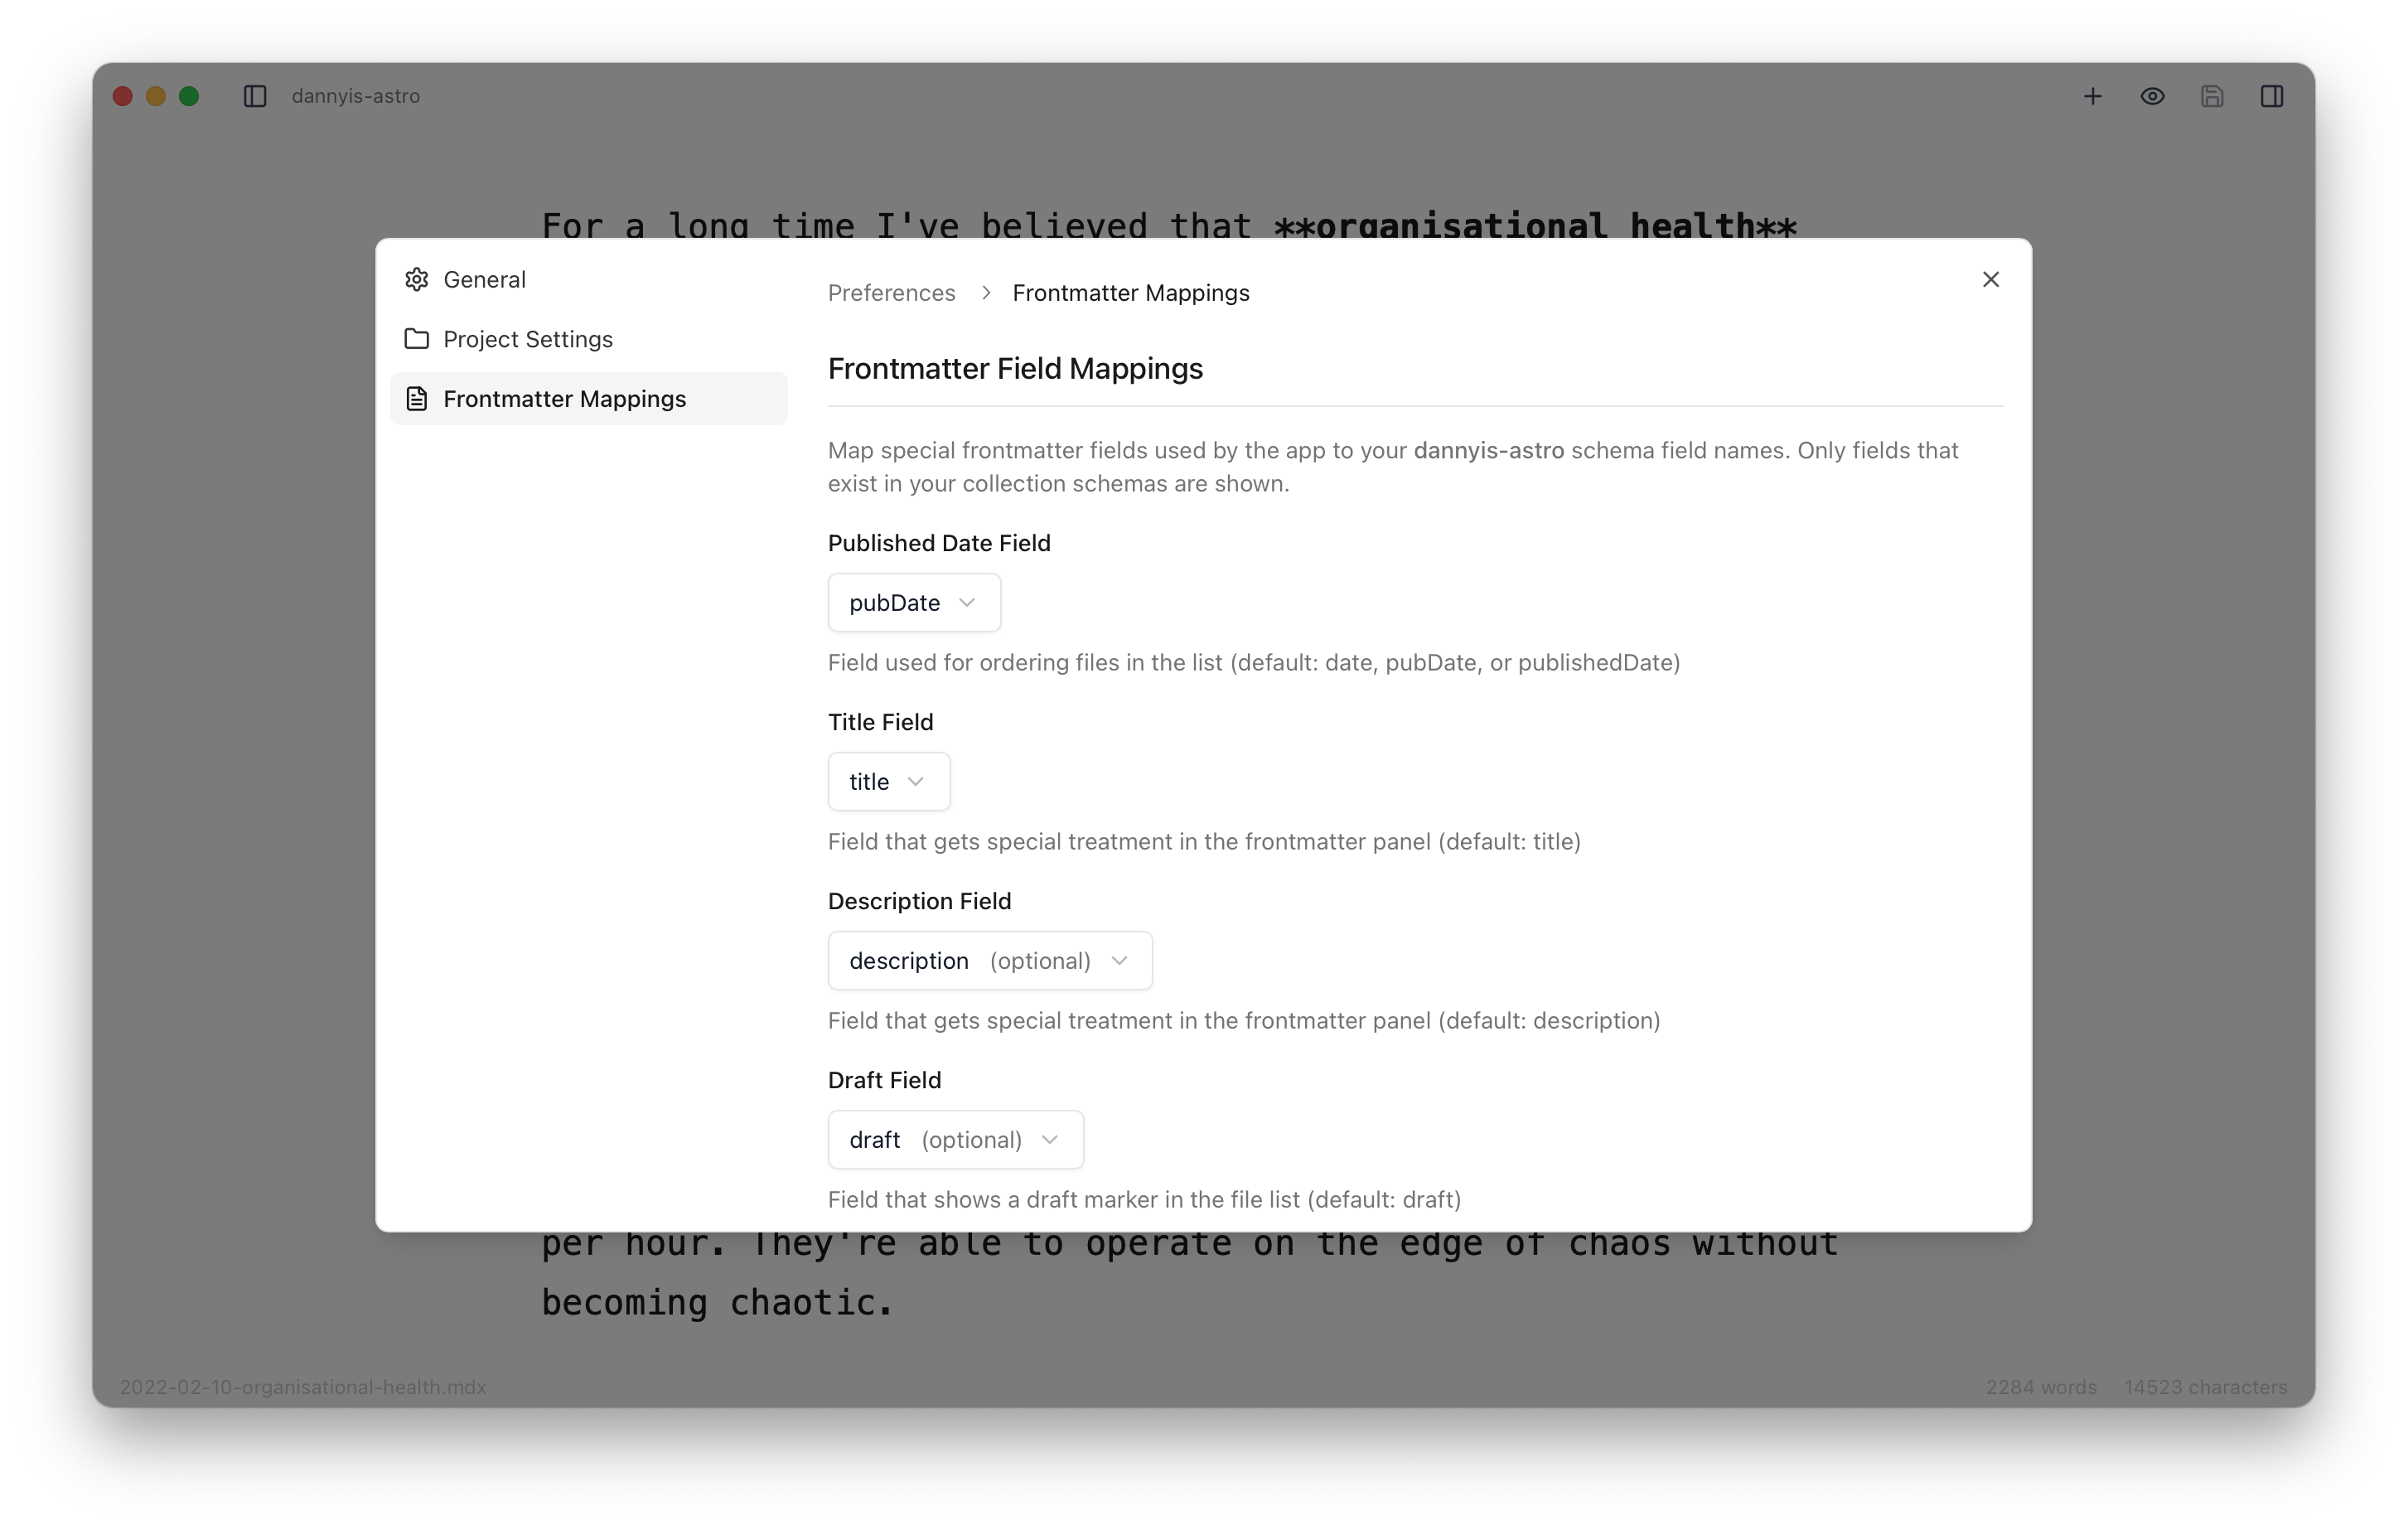 dannyis-astro
For a long time I've believed that **organisational health**
General
Project Settings
Frontmatter Mappings
Preferences > Frontmatter Mappings
Frontmatter Field Mappings
Map special frontmatter fields used by the app to your dannyis-astro schema field names. Only fields that
exist in your collection schemas are shown.
Published Date Field
pubDate
Field used for ordering files in the list (default: date, pubDate, or publishedDate)
Title Field
title
Field that gets special treatment in the frontmatter panel (default: title)
Description Field
description (optional)
Field that gets special treatment in the frontmatter panel (default: description)
Draft Field
draft (optional)
Field that shows a draft marker in the file list (default: draft)
per hour. They're able to operate on the edge of chaos without
becoming chaotic.
2022-02-10-organisational-health.mdx
2284 words 14523 characters